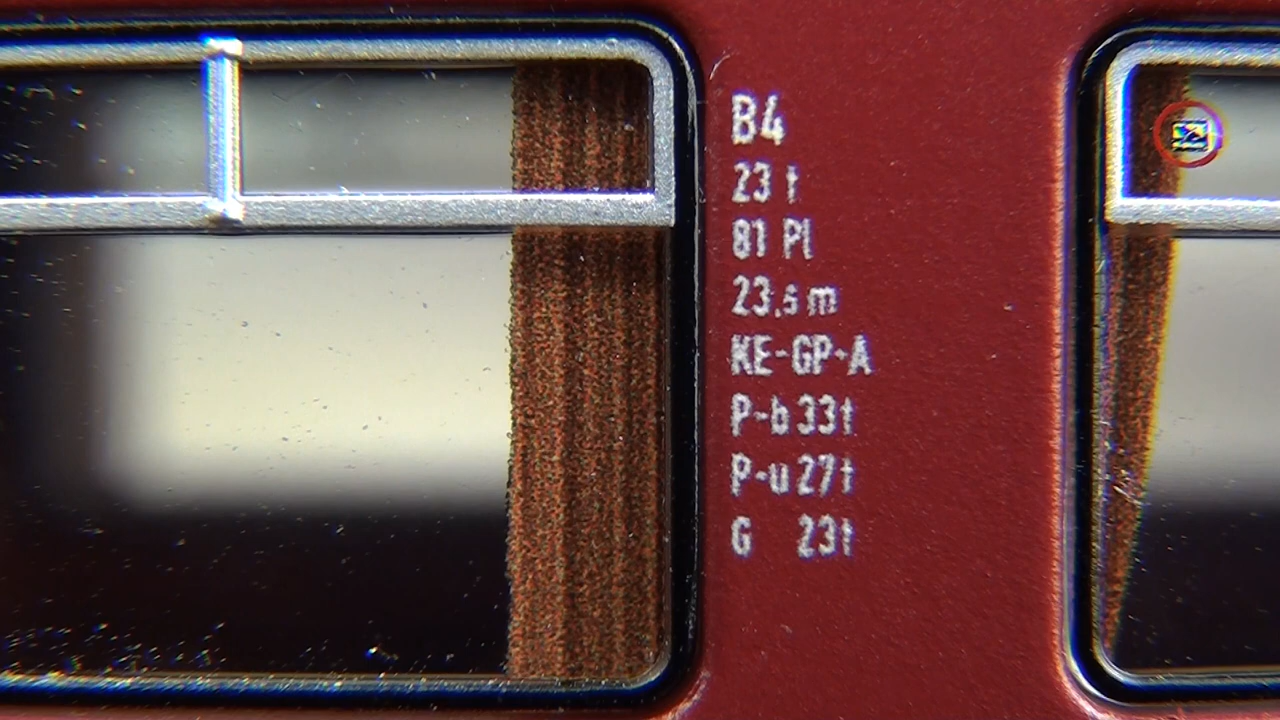 B4
23 t
81 Pl
23,5 m
KE-GP-A
P-b 33t
P-u 27t
G 23t